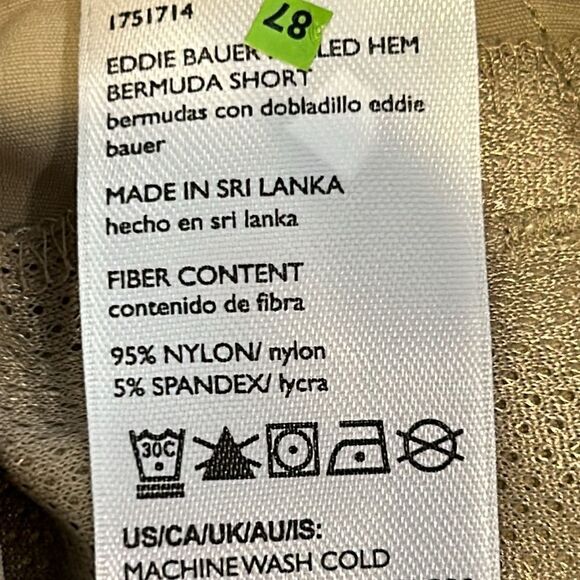 1751714
87
EDDIE BAUER LED HEM
BERMUDA SHORT
bermudas con dobladillo eddie
bauer
MADE IN SRI LANKA
hecho en sri lanka
FIBER CONTENT
contenido de fibra
95% NYLON/ nylon
5% SPANDEX/ lycra
30C
US/CA/UK/AU/IS:
MACHINE WASH COLD